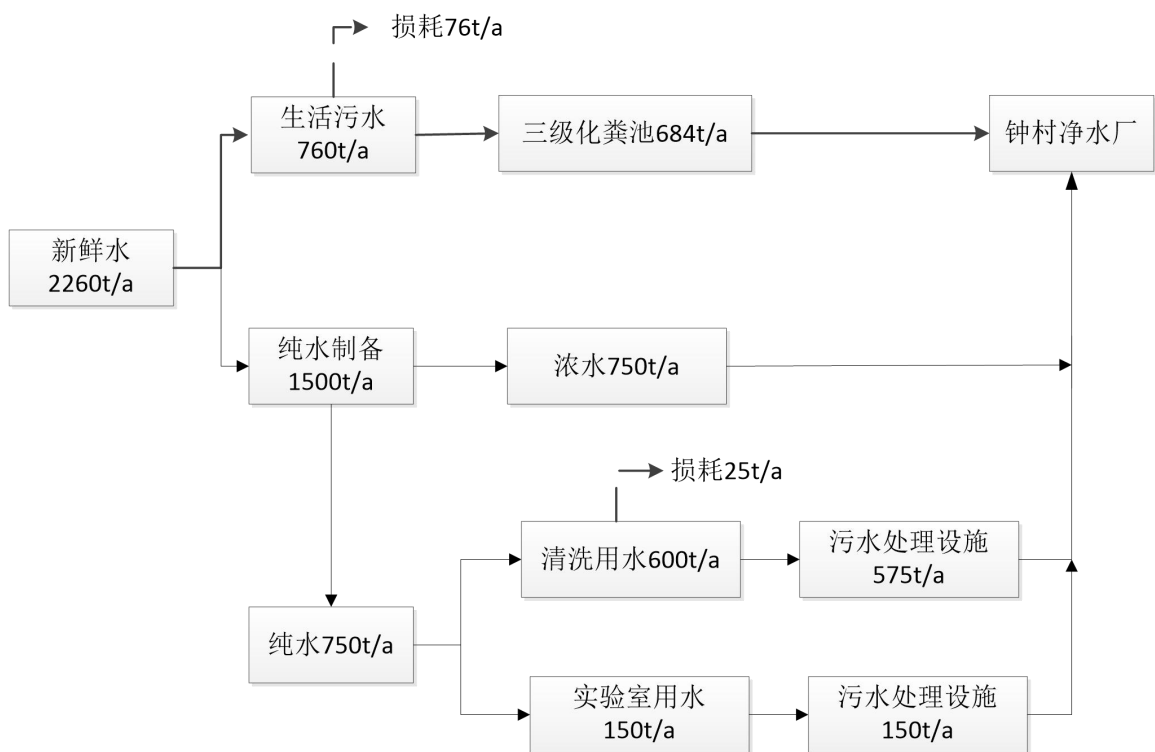 损耗76t/a
生活污水
760t/a
三级化粪池684t/a
钟村净水厂
新鲜水
2260t/a
纯水制备
1500t/a
浓水750t/a
损耗25t/a
清洗用水600t/a
污水处理设施
575t/a
纯水750t/a
实验室用水
150t/a
污水处理设施
150t/a